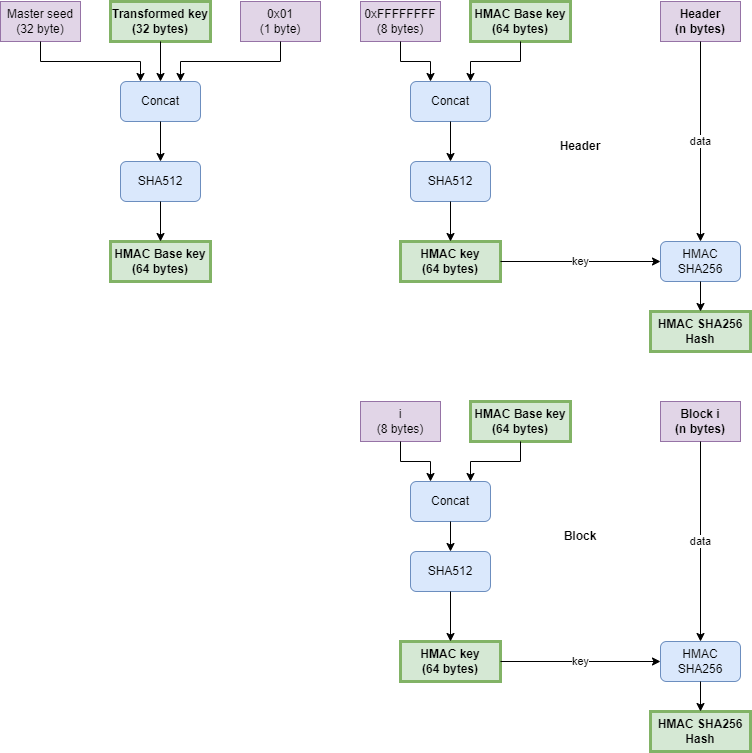 Master seed
(32 byte)
Transformed key
(32 bytes)
0x01
(1 byte)
Concat
SHA512
HMAC Base key
(64 bytes)
0xFFFFFFFF
(8 bytes)
HMAC Base key
(64 bytes)
Header
(n bytes)
Concat
data
Header
SHA512
HMAC key
(64 bytes)
key
HMAC
SHA256
HMAC SHA256
Hash
i
(8 bytes)
HMAC Base key
(64 bytes)
Block i
(n bytes)
Concat
data
Block
SHA512
HMAC key
(64 bytes)
key
HMAC
SHA256
HMAC SHA256
Hash